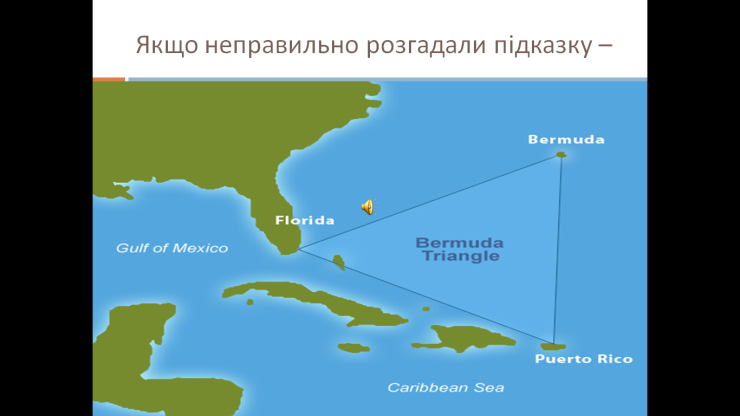 Якщо неправильно розгадали підказку –
Bermuda
Florida
Bermuda
Triangle
Gulf of Mexico
Puerto Rico
Caribbean Sea